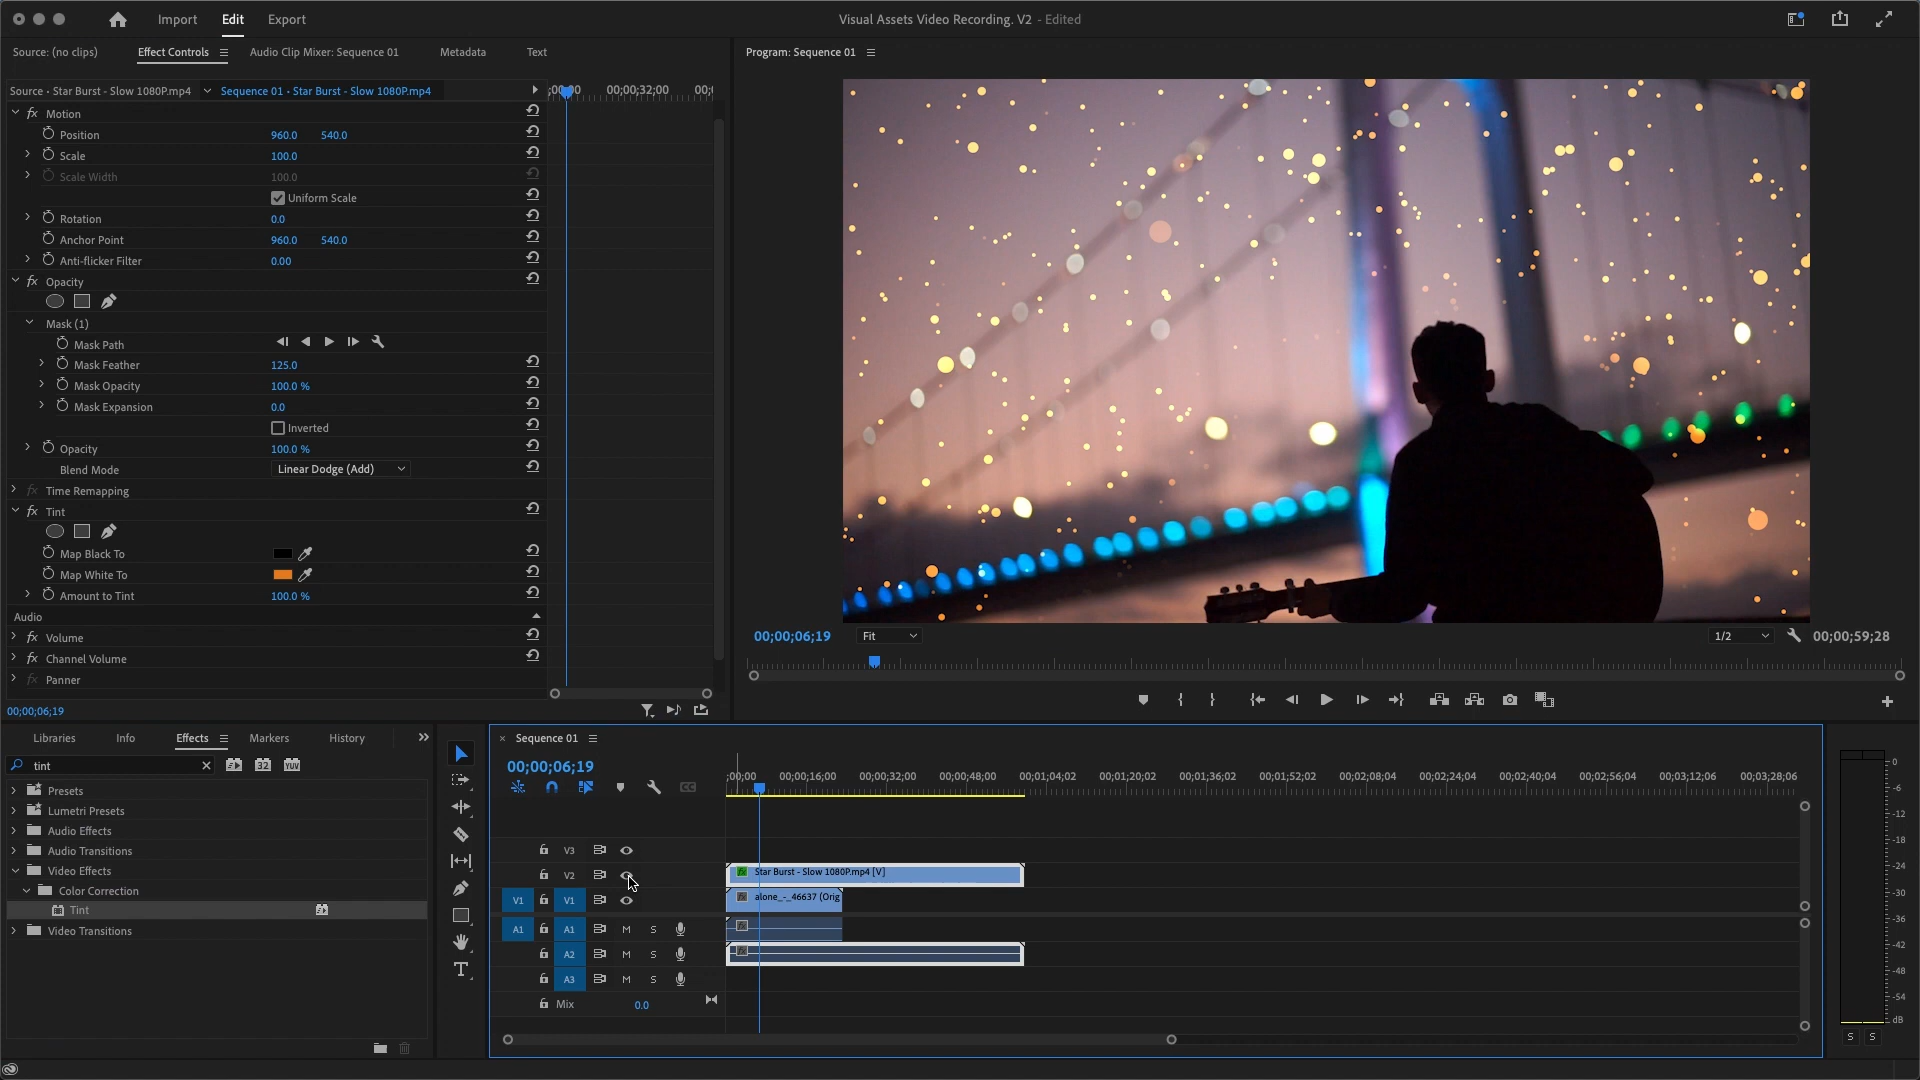 Import Edit Export
Visual Assets Video Recording. V2 - Edited
Source: (no clips) Effect Controls Audio Clip Mixer: Sequence 01 Metadata Text
Program: Sequence 01
Source • Star Burst - Slow 1080P.mp4 Sequence 01 • Star Burst - Slow 1080P.mp4 ;00;00 00;00;32;00 00;
fx Motion
Position 960.0 540.0
Scale 100.0
Scale Width 100.0
Uniform Scale
Rotation 0.0
Anchor Point 960.0 540.0
Anti-flicker Filter 0.00
fx Opacity
Mask (1)
Mask Path
Mask Feather 125.0
Mask Opacity 100.0 %
Mask Expansion 0.0
Inverted
Opacity 100.0 %
Blend Mode Linear Dodge (Add)
fx Time Remapping
fx Tint
Map Black To
Map White To
Amount to Tint 100.0 %
Audio
fx Volume
fx Channel Volume
fx Panner
00;00;06;19
00;00;06;19 Fit 1/2 00;00;59;28
Libraries Info Effects Markers History
tint
32 YUV
Presets
Lumetri Presets
Audio Effects
Audio Transitions
Video Effects
Color Correction
Tint
Video Transitions
× Sequence 01
00;00;06;19
;00;00 00;00;16;00 00;00;32;00 00;00;48;00 00;01;04;02 00;01;20;02 00;01;36;02 00;01;52;02 00;02;08;04 00;02;24;04 00;02;40;04 00;02;56;04 00;03;12;06 00;03;28;06
CC
V3
V2 fx Star Burst - Slow 1080P.mp4 [V]
V1 V1 fx alone_-_46637 (Orig
A1 A1 M S fx
A2 M S fx
A3 M S
Mix 0.0
T
0
-6
-12
-18
-24
-30
-36
-42
-48
-54
dB
S S